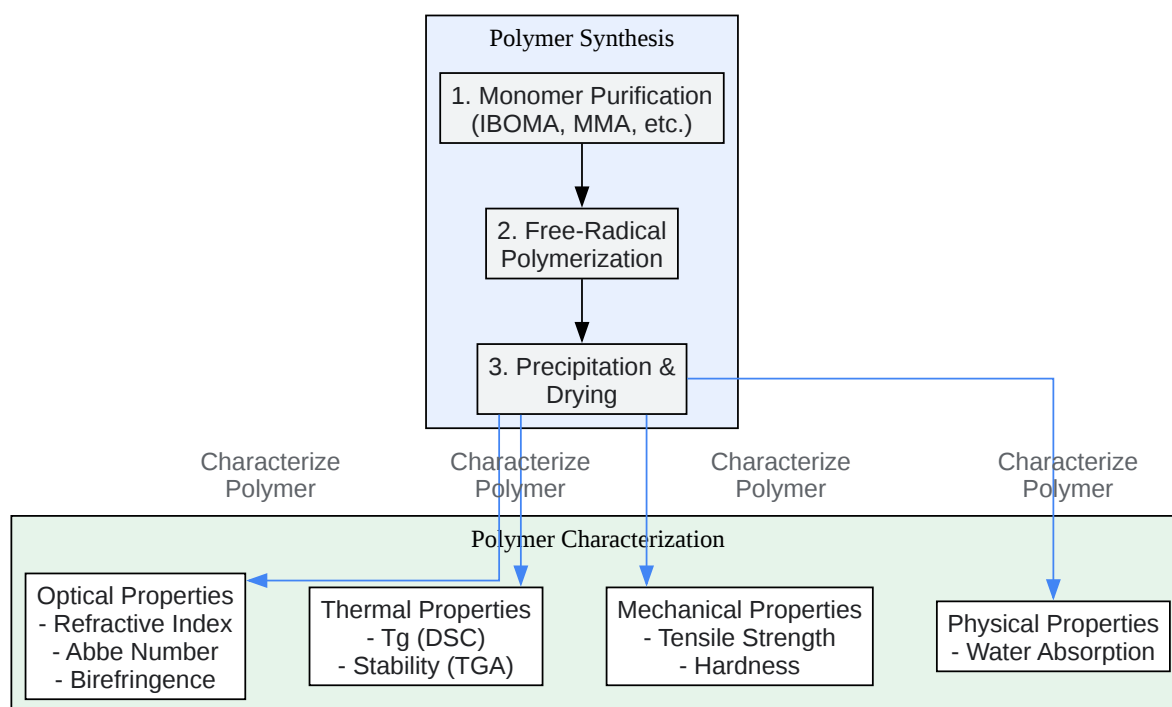 Polymer Synthesis
1. Monomer Purification
(IBOMA, MMA, etc.)
2. Free-Radical
Polymerization
3. Precipitation &
Drying
Characterize
Polymer
Characterize
Polymer
Characterize
Polymer
Characterize
Polymer
Polymer Characterization
Optical Properties
- Refractive Index
- Abbe Number
- Birefringence
Thermal Properties
- Tg (DSC)
- Stability (TGA)
Mechanical Properties
- Tensile Strength
- Hardness
Physical Properties
- Water Absorption